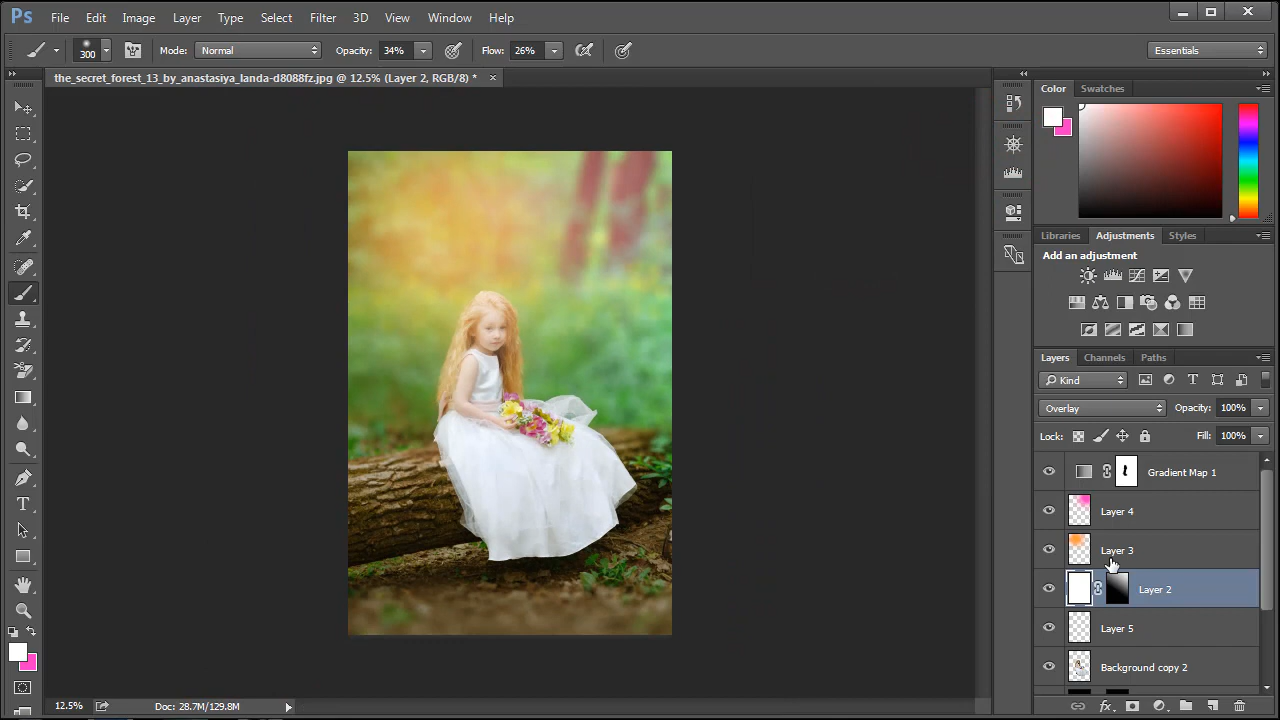 Ps File Edit Image Layer Type Select Filter 3D View Window Help
300 Mode: Normal Opacity: 34% Flow: 26% Essentials
the_secret_forest_13_by_anastasiya_landa-d8088fz.jpg @ 12.5% (Layer 2, RGB/8) *
Color Swatches
Libraries Adjustments Styles
Add an adjustment
Layers Channels Paths
Kind
Overlay Opacity: 100%
Lock: Fill: 100%
Gradient Map 1
Layer 4
Layer 3
Layer 2
Layer 5
Background copy 2
12.5% Doc: 28.7M/129.8M